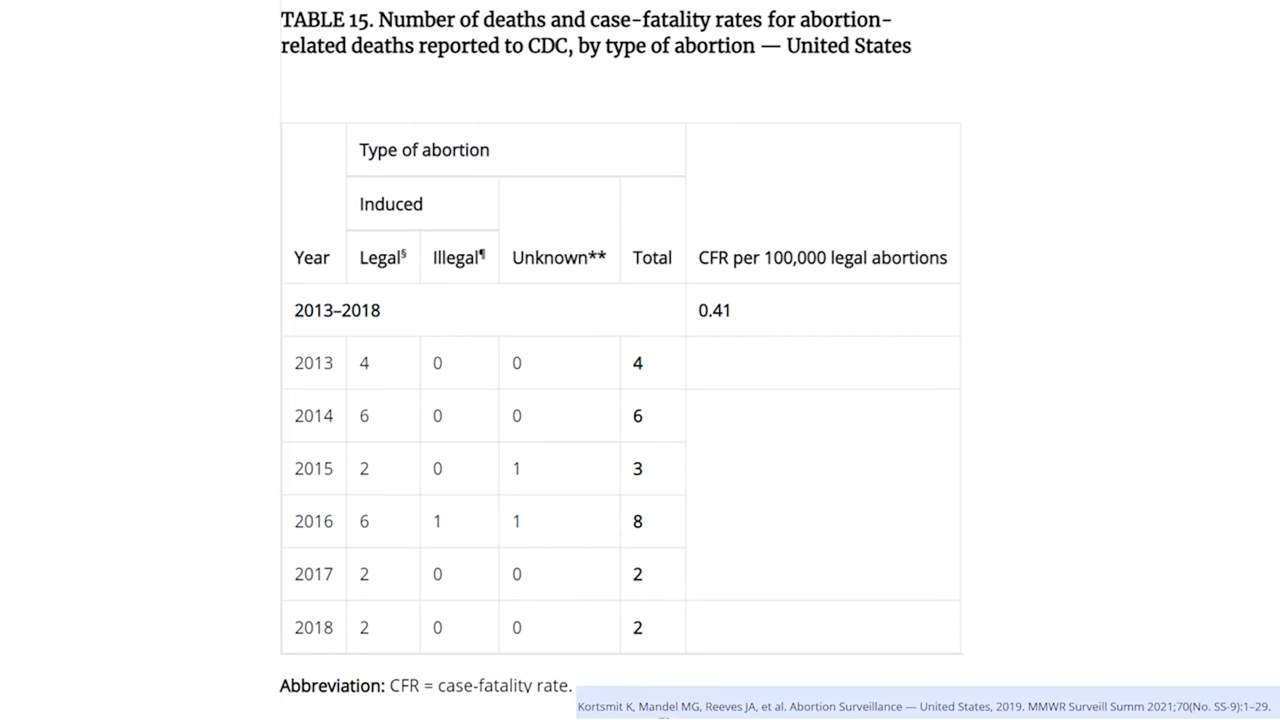 TABLE 15. Number of deaths and case-fatality rates for abortion-
related deaths reported to CDC, by type of abortion — United States
Type of abortion
Induced
Year Legal§ Illegal¶ Unknown** Total CFR per 100,000 legal abortions
2013–2018 0.41
2013 4 0 0 4
2014 6 0 0 6
2015 2 0 1 3
2016 6 1 1 8
2017 2 0 0 2
2018 2 0 0 2
Abbreviation: CFR = case-fatality rate.
Kortsmit K, Mandel MG, Reeves JA, et al. Abortion Surveillance — United States, 2019. MMWR Surveill Summ 2021;70(No. SS-9):1–29.